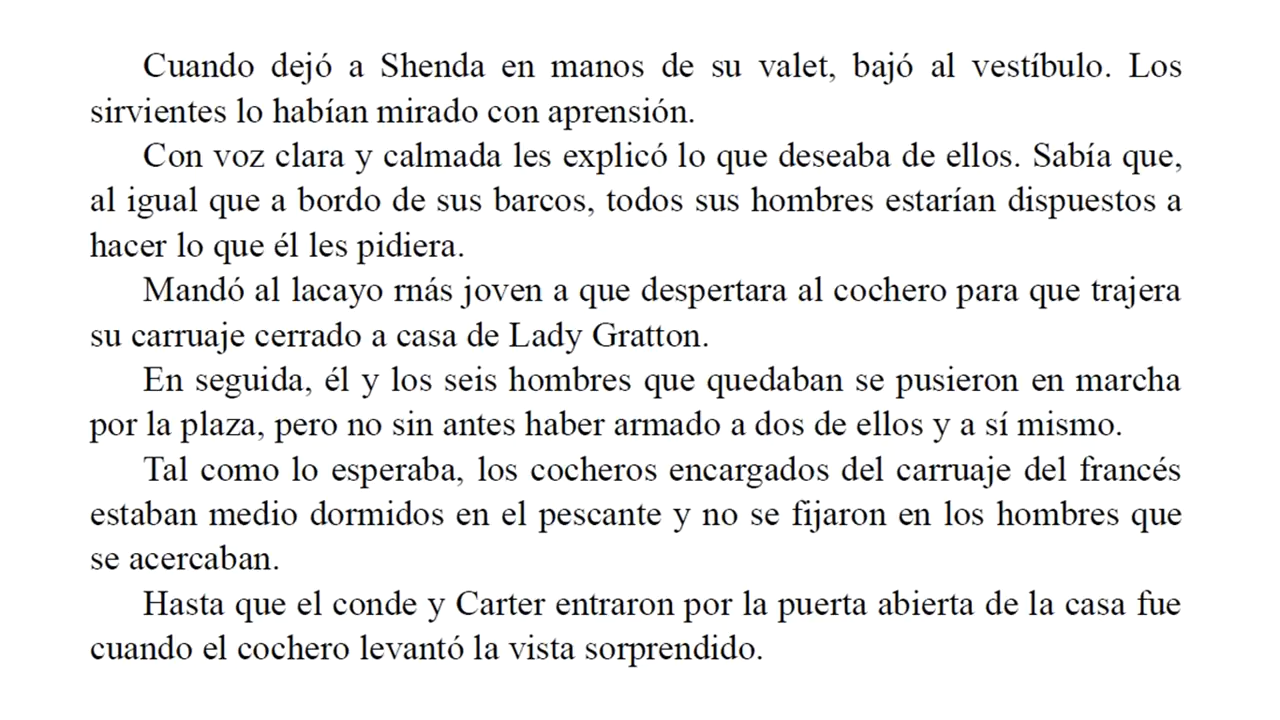 Cuando dejó a Shenda en manos de su valet, bajó al vestíbulo. Los
sirvientes lo habían mirado con aprensión.
Con voz clara y calmada les explicó lo que deseaba de ellos. Sabía que,
al igual que a bordo de sus barcos, todos sus hombres estarían dispuestos a
hacer lo que él les pidiera.
Mandó al lacayo rnás joven a que despertara al cochero para que trajera
su carruaje cerrado a casa de Lady Gratton.
En seguida, él y los seis hombres que quedaban se pusieron en marcha
por la plaza, pero no sin antes haber armado a dos de ellos y a sí mismo.
Tal como lo esperaba, los cocheros encargados del carruaje del francés
estaban medio dormidos en el pescante y no se fijaron en los hombres que
se acercaban.
Hasta que el conde y Carter entraron por la puerta abierta de la casa fue
cuando el cochero levantó la vista sorprendido.